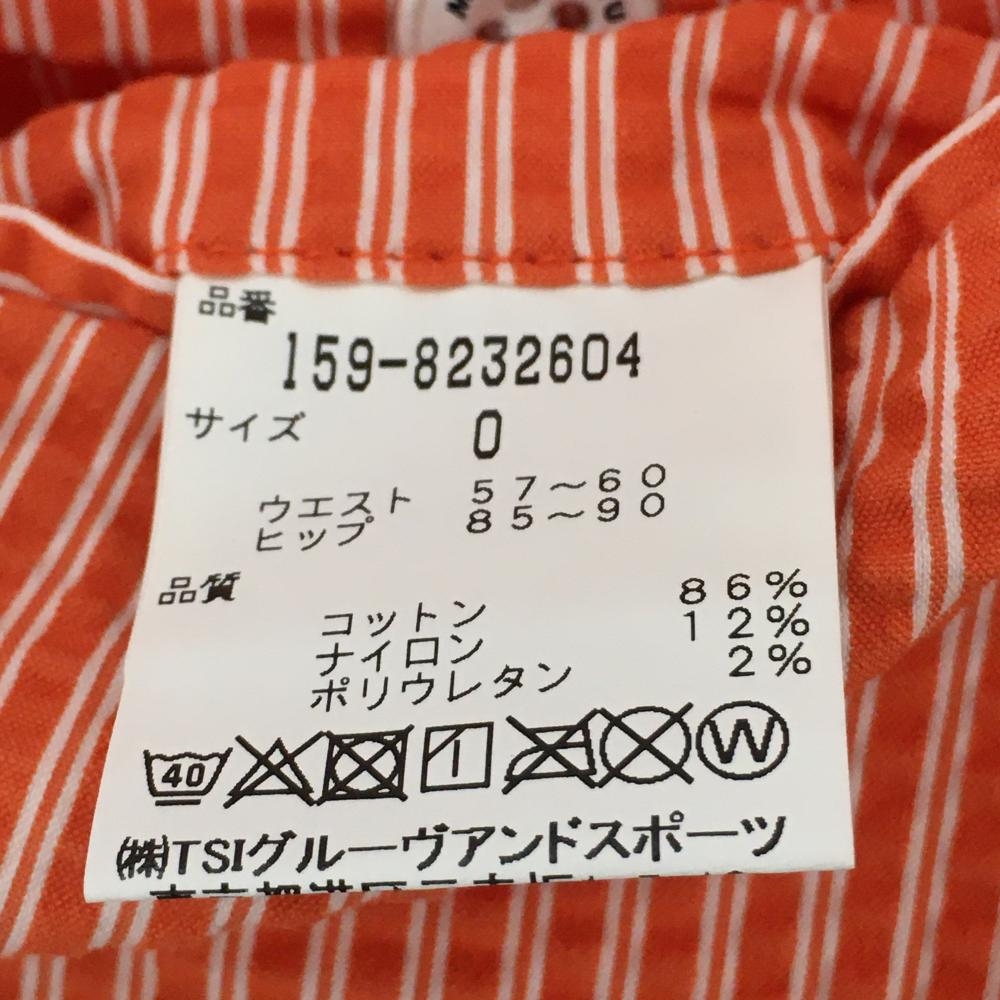 品番
159-8232604
サイズ 0
ウエスト 57～60
ヒップ 85～90
品質
コットン 86%
ナイロン 12%
ポリウレタン 2%
40 W
(株)TSIグルーヴアンドスポーツ